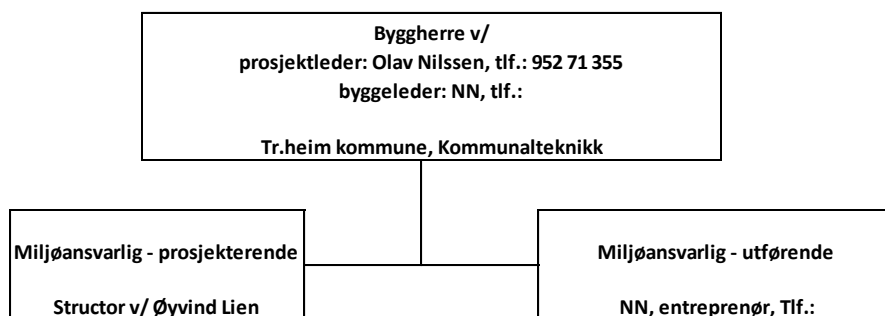 Byggherre v/
prosjektleder: Olav Nilssen, tlf.: 952 71 355
byggeleder: NN, tlf.:
Tr.heim kommune, Kommunalteknikk
Miljøansvarlig - prosjekterende
Structor v/ Øyvind Lien
Miljøansvarlig - utførende
NN, entreprenør, Tlf.: